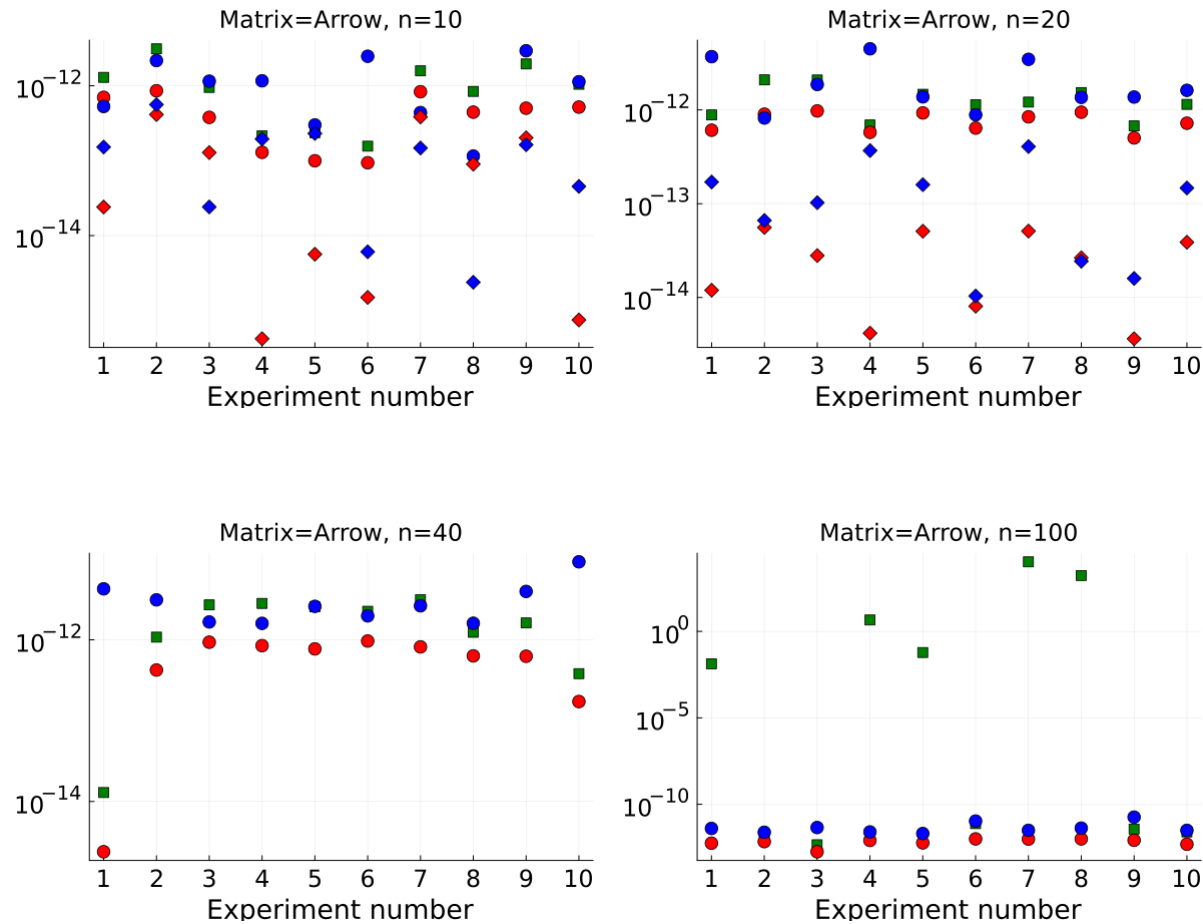 Matrix=Arrow, n=10
10⁻¹²
10⁻¹⁴
1 2 3 4 5 6 7 8 9 10
Experiment number
Matrix=Arrow, n=20
10⁻¹²
10⁻¹³
10⁻¹⁴
1 2 3 4 5 6 7 8 9 10
Experiment number
Matrix=Arrow, n=40
10⁻¹²
10⁻¹⁴
1 2 3 4 5 6 7 8 9 10
Experiment number
Matrix=Arrow, n=100
10⁰
10⁻⁵
10⁻¹⁰
1 2 3 4 5 6 7 8 9 10
Experiment number